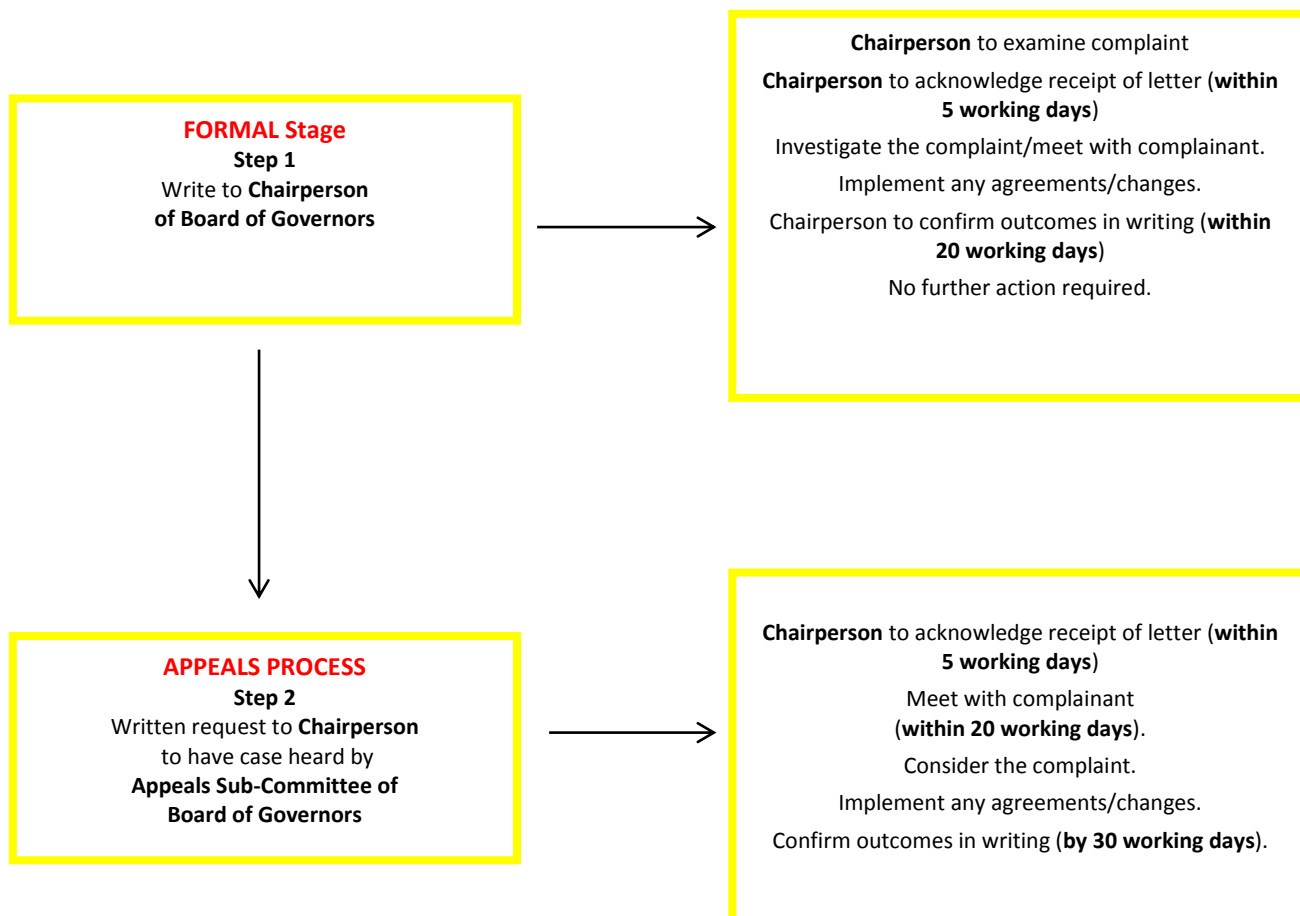 FORMAL Stage
Step 1
Write to Chairperson
of Board of Governors
Chairperson to examine complaint
Chairperson to acknowledge receipt of letter (within
5 working days)
Investigate the complaint/meet with complainant.
Implement any agreements/changes.
Chairperson to confirm outcomes in writing (within
20 working days)
No further action required.
APPEALS PROCESS
Step 2
Written request to Chairperson
to have case heard by
Appeals Sub-Committee of
Board of Governors
Chairperson to acknowledge receipt of letter (within
5 working days)
Meet with complainant
(within 20 working days).
Consider the complaint.
Implement any agreements/changes.
Confirm outcomes in writing (by 30 working days).